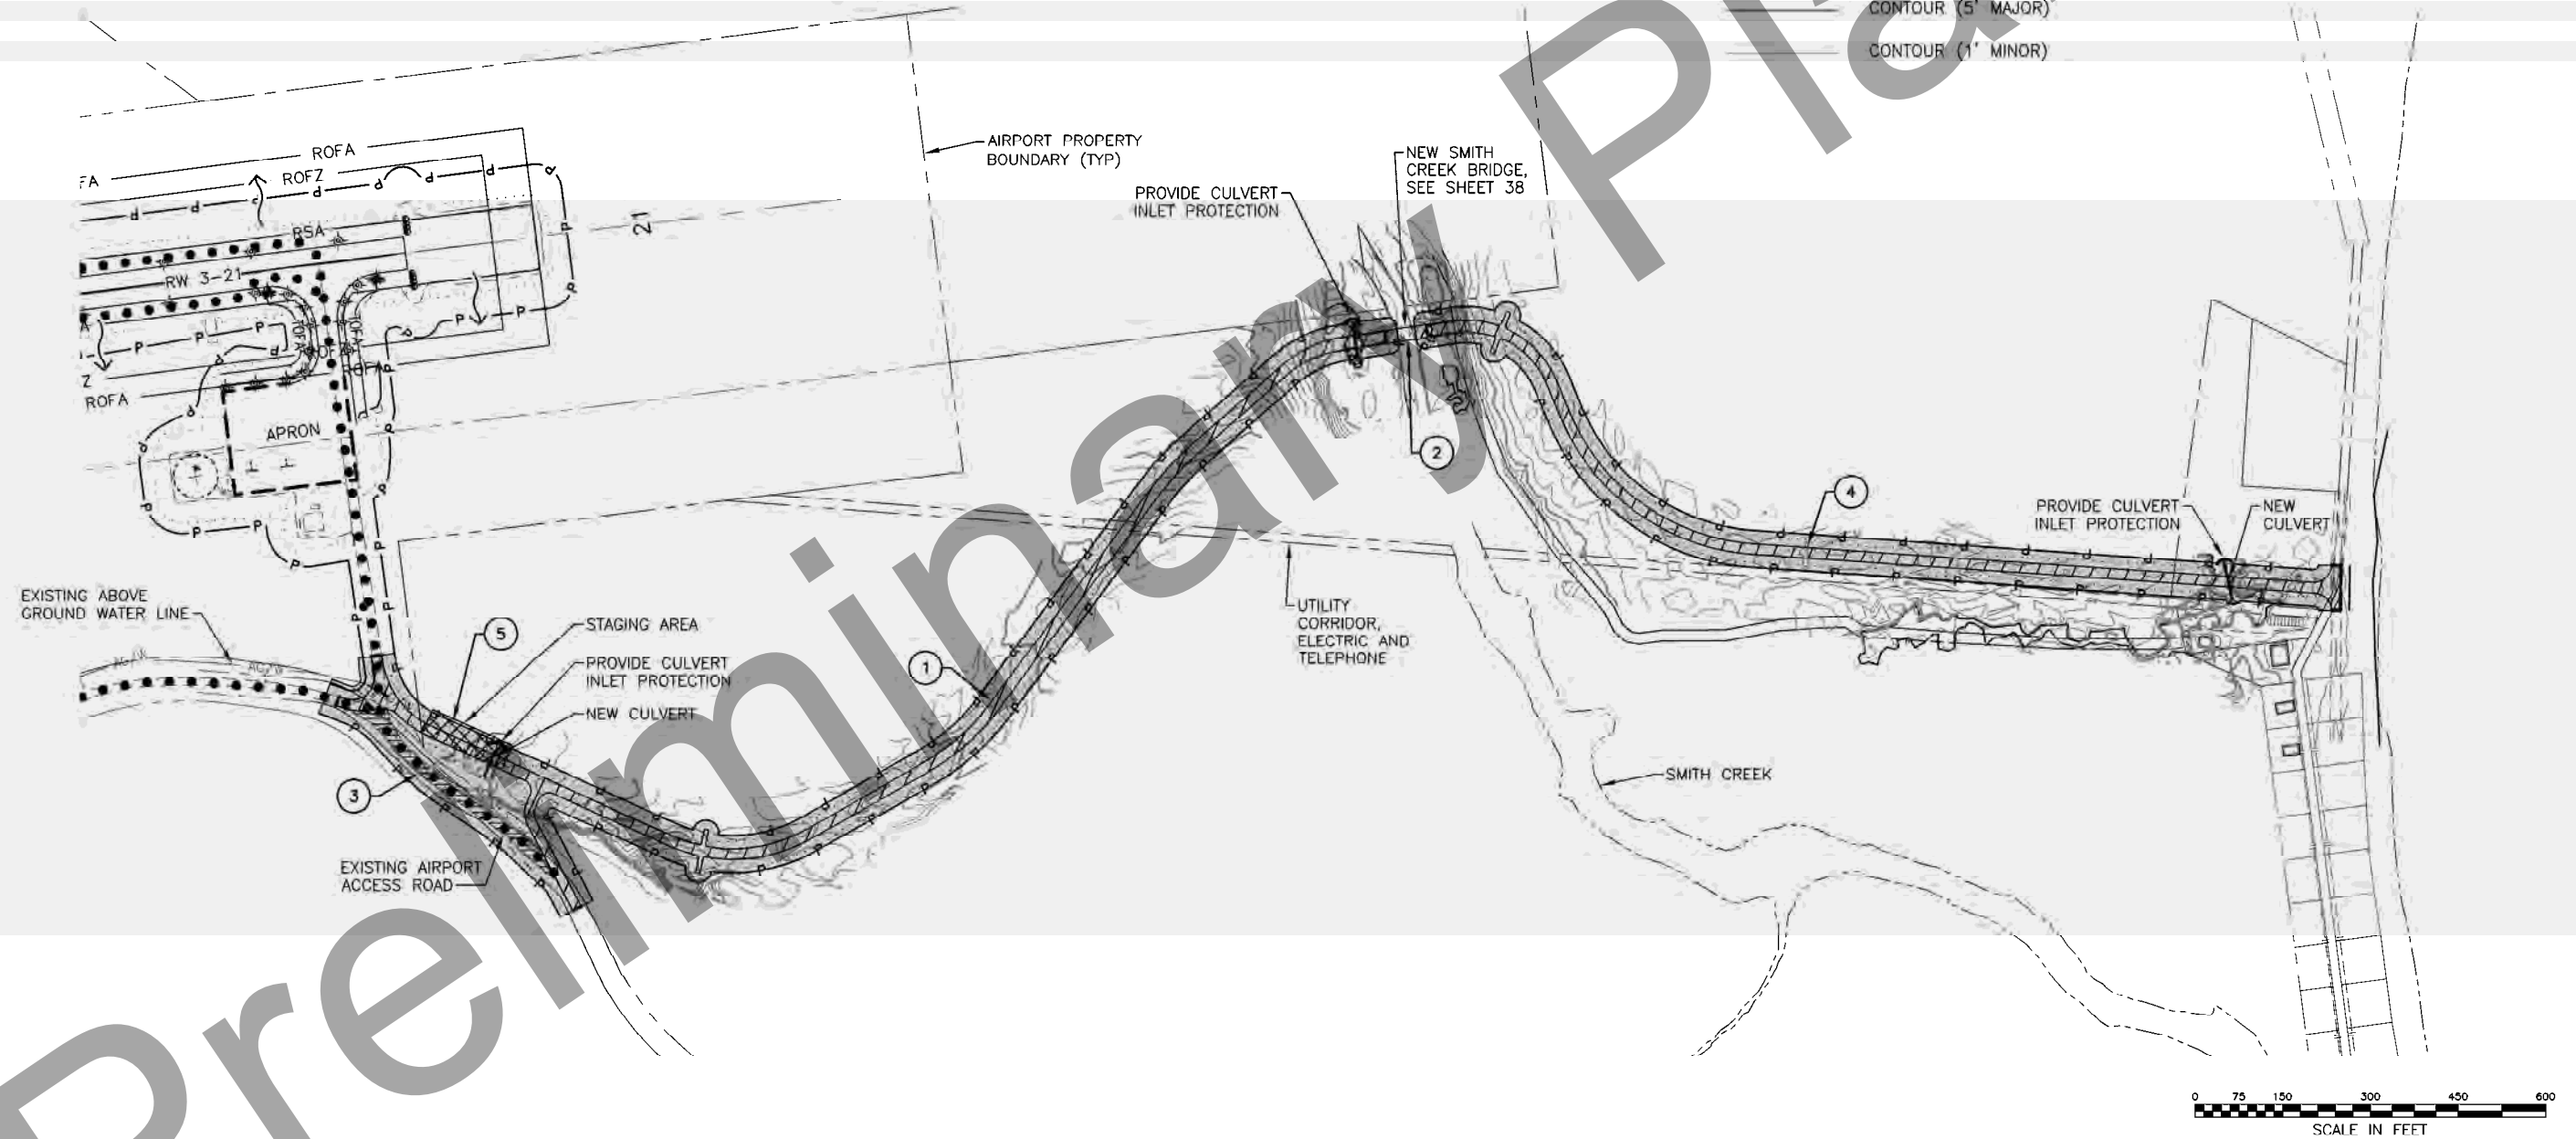 CONTOUR (5' MAJOR)
CONTOUR (1' MINOR)
AIRPORT PROPERTY
BOUNDARY (TYP)
NEW SMITH
CREEK BRIDGE,
SEE SHEET 38
PROVIDE CULVERT
INLET PROTECTION
ROFA
FA
ROFZ
RSA
RW 3-21
21
TOFA
TOFA
Z
ROFA
APRON
2
4
PROVIDE CULVERT
INLET PROTECTION
NEW
CULVERT
EXISTING ABOVE
GROUND WATER LINE
5
STAGING AREA
PROVIDE CULVERT
INLET PROTECTION
NEW CULVERT
1
UTILITY
CORRIDOR,
ELECTRIC AND
TELEPHONE
3
SMITH CREEK
EXISTING AIRPORT
ACCESS ROAD
Preliminary Pla
0 75 150 300 450 600
SCALE IN FEET